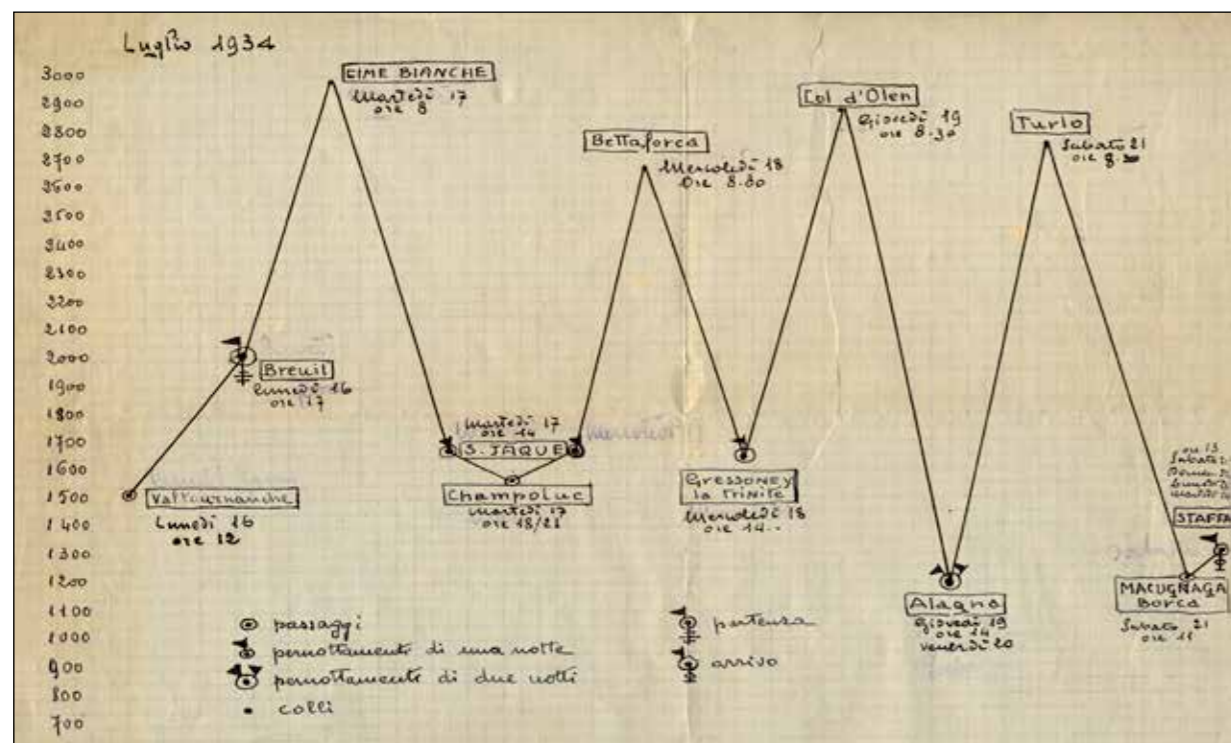 Luglio 1934
3000
2900
2800
2700
2600
2500
2400
2300
2200
2100
2000
1900
1800
1700
1600
1500
1400
1300
1200
1100
1000
900
800
700
CIME BIANCHE
Martedì 17
ore 8
Bettaforca
Mercoledì 18
Ore 8.30
Col d'Olen
Giovedì 19
ore 8.30
Turlo
Sabato 21
ore 8.30
Breuil
Lunedì 16
ore 17
Valtournanche
Lunedì 16
ore 12
Martedì 17
ore 14
S. JAQUE
Champoluc
Martedì 17
ore 18/21
Mercoledì
Gressoney
la Trinité
Mercoledì 18
ore 14
Alagna
Giovedì 19
ore 14
Venerdì 20
ore 13
Sabato
STAFFA
MACUGNAGA
Borca
Sabato 21
ore 11
passaggi
pernottamento di una notte
pernottamento di due notti
colli
partenza
arrivo